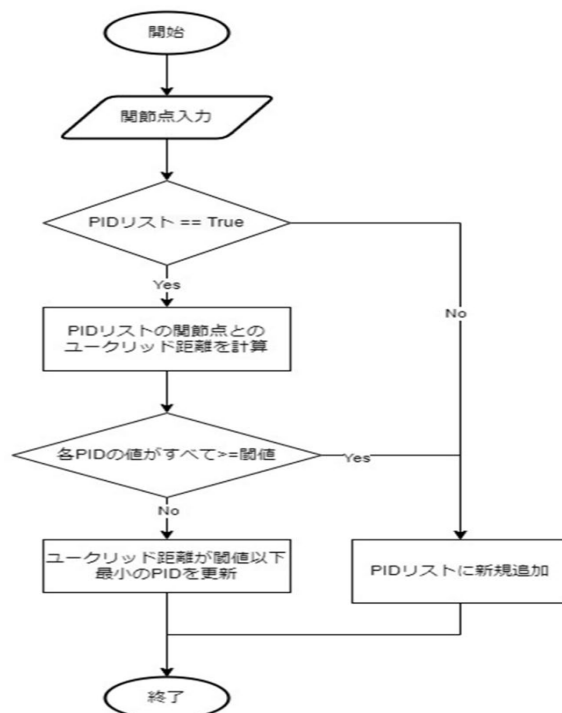 開始
関節点入力
PIDリスト == True
Yes
No
PIDリストの関節点との
ユークリッド距離を計算
各PIDの値がすべて>=閾値
Yes
No
ユークリッド距離が閾値以下
最小のPIDを更新
PIDリストに新規追加
終了